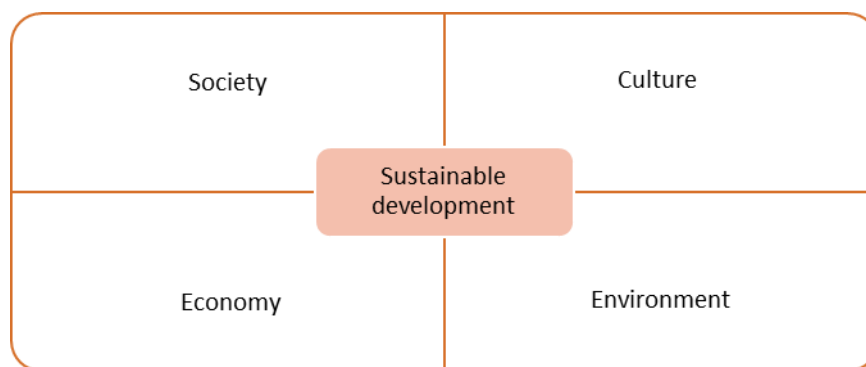 Society
Culture
Sustainable
development
Economy
Environment